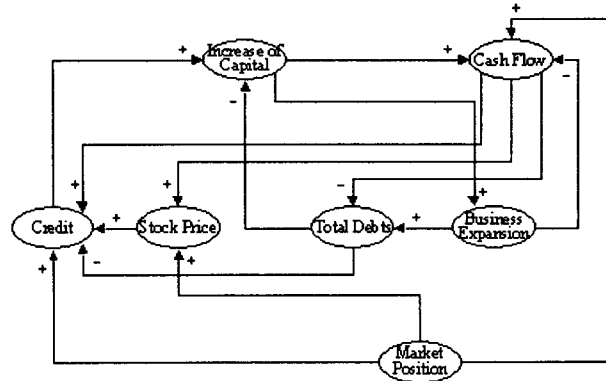 +
+
Increase of
Capital
+
Cash Flow
+
-
-
+
+
-
+
Credit
+
Stock Price
Total Debts
+
Business
Expansion
+
-
+
Market
Position